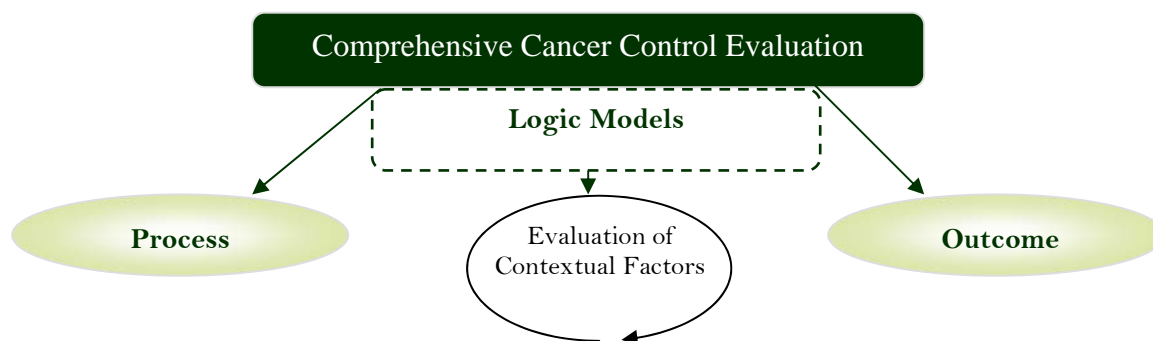 Comprehensive Cancer Control Evaluation
Logic Models
Process
Evaluation of
Contextual Factors
Outcome